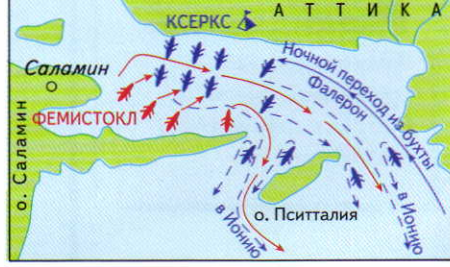 АТТИКА
КСЕРКС
Ночной переход из бухты
Фалерон
Саламин
ФЕМИСТОКЛ
о. Саламин
о. Пситталия
в Ионию
в Ионию